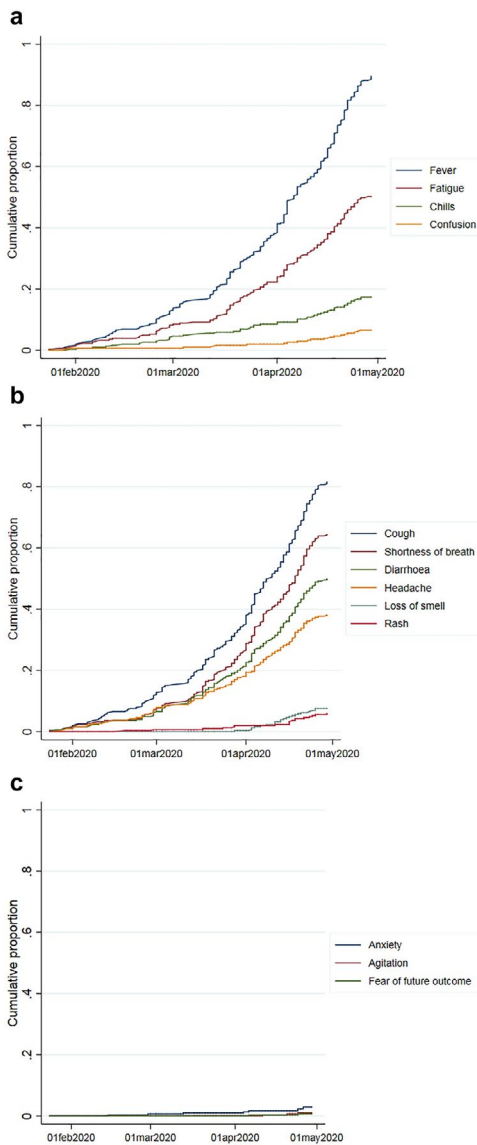 a
Cumulative proportion
1
.8
.6
.4
.2
0
01feb2020 01mar2020 01apr2020 01may2020
Fever
Fatigue
Chills
Confusion
b
Cumulative proportion
1
.8
.6
.4
.2
0
01feb2020 01mar2020 01apr2020 01may2020
Cough
Shortness of breath
Diarrhoea
Headache
Loss of smell
Rash
c
Cumulative proportion
1
.8
.6
.4
.2
0
01feb2020 01mar2020 01apr2020 01may2020
Anxiety
Agitation
Fear of future outcome